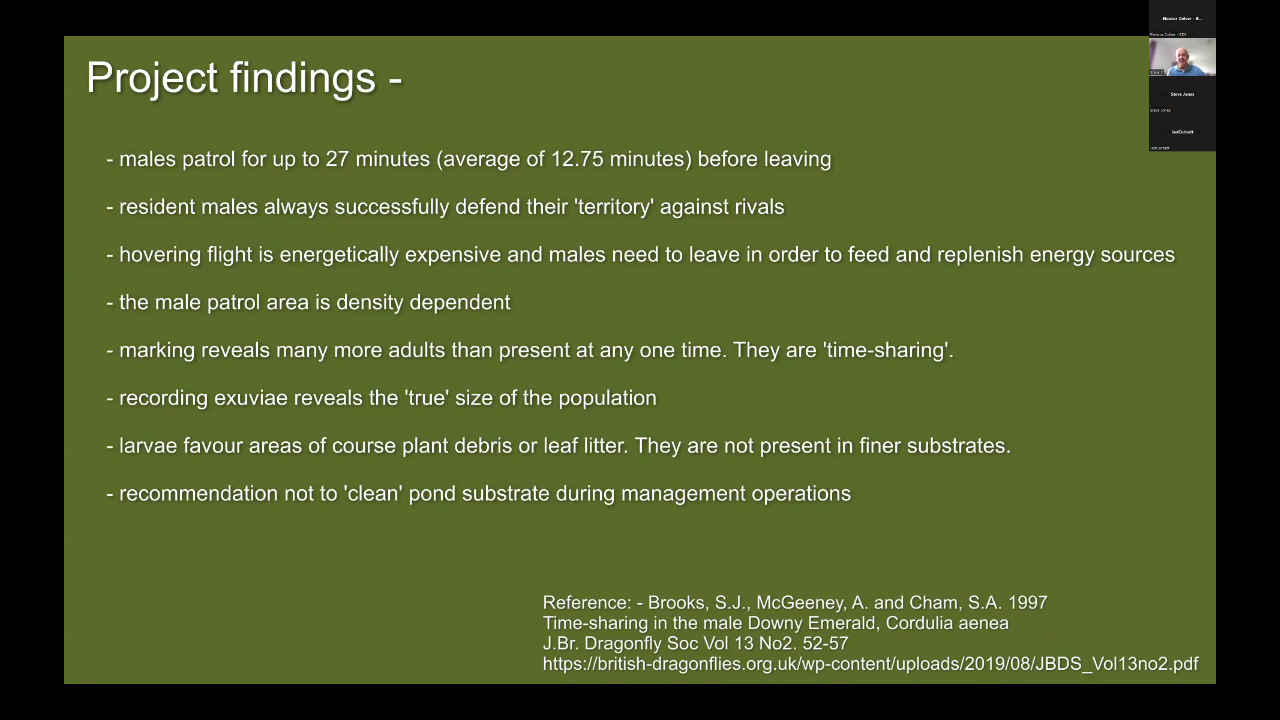 Project findings -
- males patrol for up to 27 minutes (average of 12.75 minutes) before leaving
- resident males always successfully defend their 'territory' against rivals
- hovering flight is energetically expensive and males need to leave in order to feed and replenish energy sources
- the male patrol area is density dependent
- marking reveals many more adults than present at any one time. They are 'time-sharing'.
- recording exuviae reveals the 'true' size of the population
- larvae favour areas of course plant debris or leaf litter. They are not present in finer substrates.
- recommendation not to 'clean' pond substrate during management operations
Reference: - Brooks, S.J., McGeeney, A. and Cham, S.A. 1997
Time-sharing in the male Downy Emerald, Cordulia aenea
J.Br. Dragonfly Soc Vol 13 No2. 52-57
https://british-dragonflies.org.uk/wp-content/uploads/2019/08/JBDS_Vol13no2.pdf
Steve Jones
Steve Jones